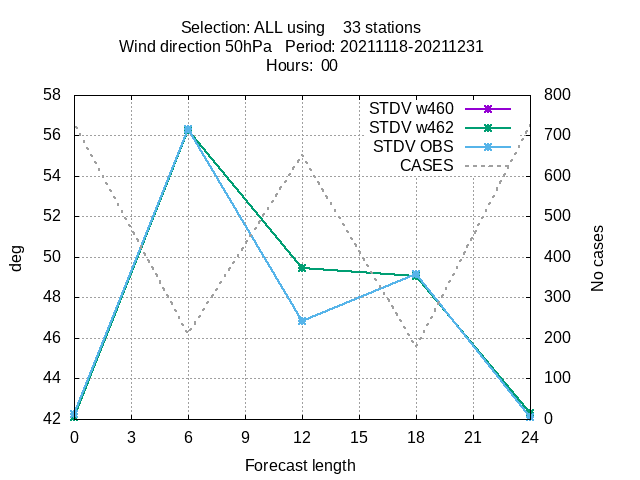 Selection: ALL using    33 stations
Wind direction 50hPa   Period: 20211118-20211231
Hours:  00
58
56
54
52
50
48
46
44
42
800
700
600
500
400
300
200
100
0
STDV w460
STDV w462
STDV OBS
CASES
deg
No cases
0 3 6 9 12 15 18 21 24
Forecast length